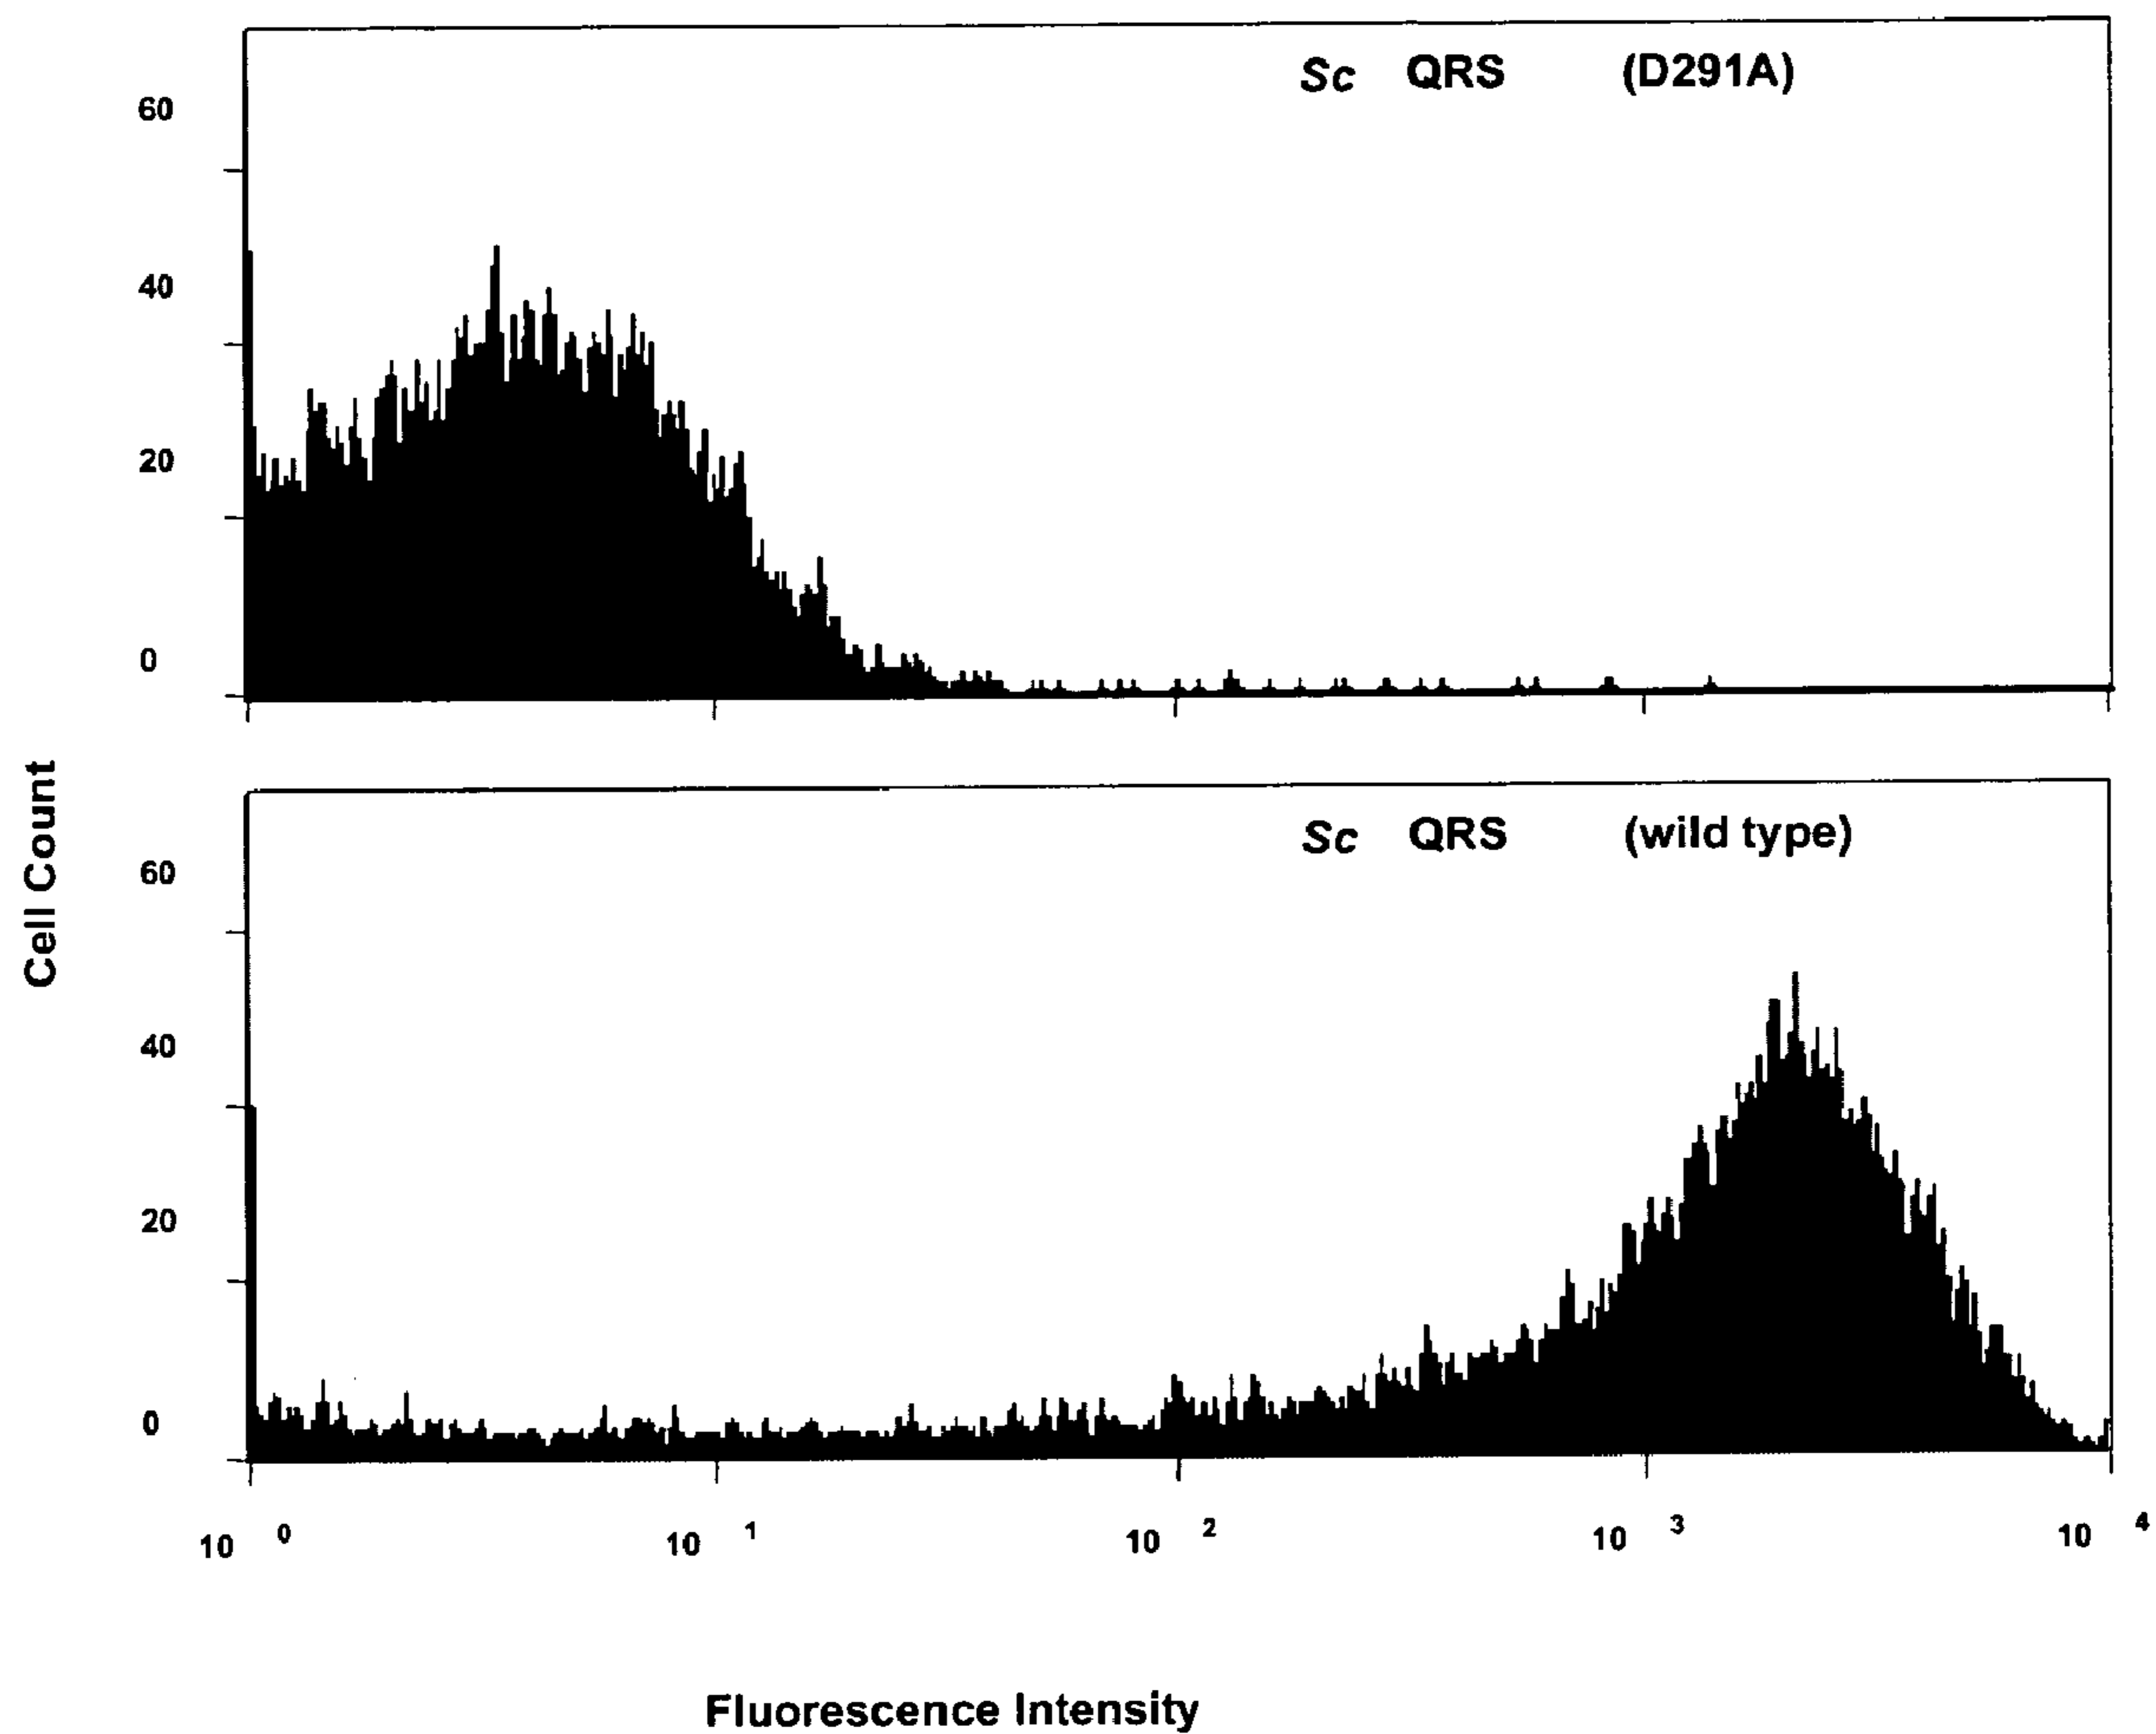 Sc QRS (D291A)
60
40
20
0
Cell Count
Sc QRS (wild type)
60
40
20
0
10 0 10 1 10 2 10 3 10 4
Fluorescence Intensity